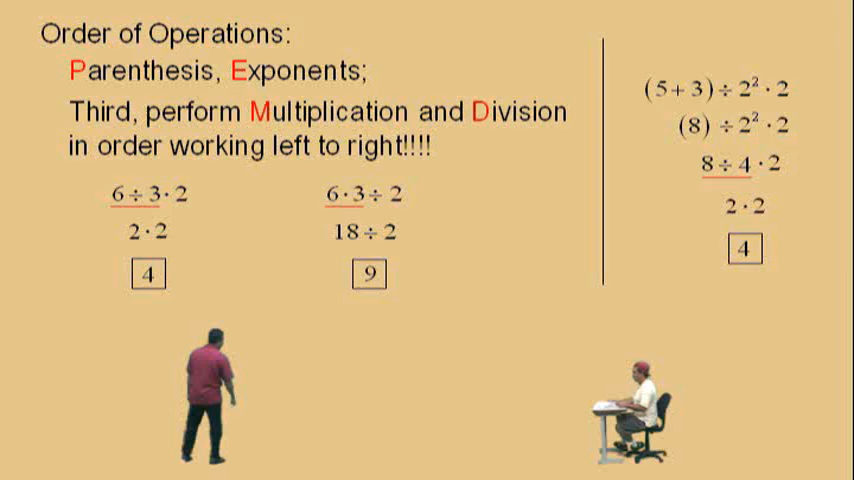 Order of Operations:
Parenthesis, Exponents;
Third, perform Multiplication and Division
in order working left to right!!!!
6 ÷ 3 · 2
2 · 2
4
6 · 3 ÷ 2
18 ÷ 2
9
(5 + 3) ÷ 2² · 2
(8) ÷ 2² · 2
8 ÷ 4 · 2
2 · 2
4